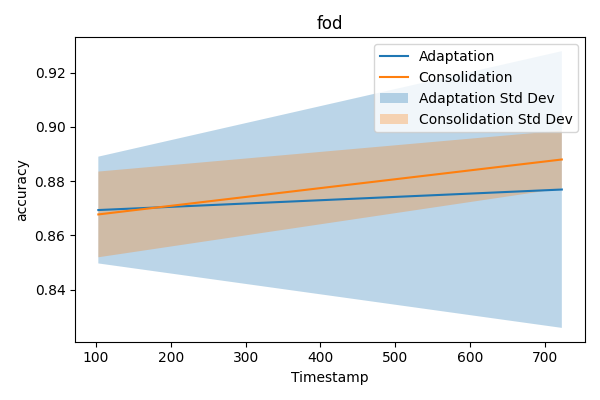 fod
Adaptation
Consolidation
Adaptation Std Dev
Consolidation Std Dev
accuracy
0.92
0.90
0.88
0.86
0.84
100 200 300 400 500 600 700
Timestamp